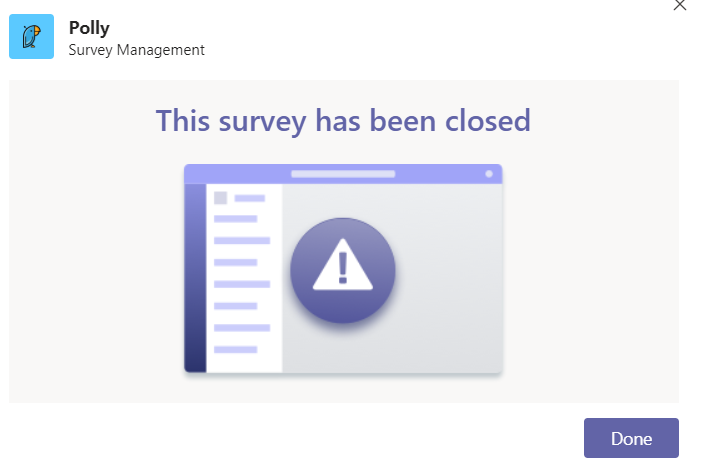 Polly
Survey Management
This survey has been closed
Done